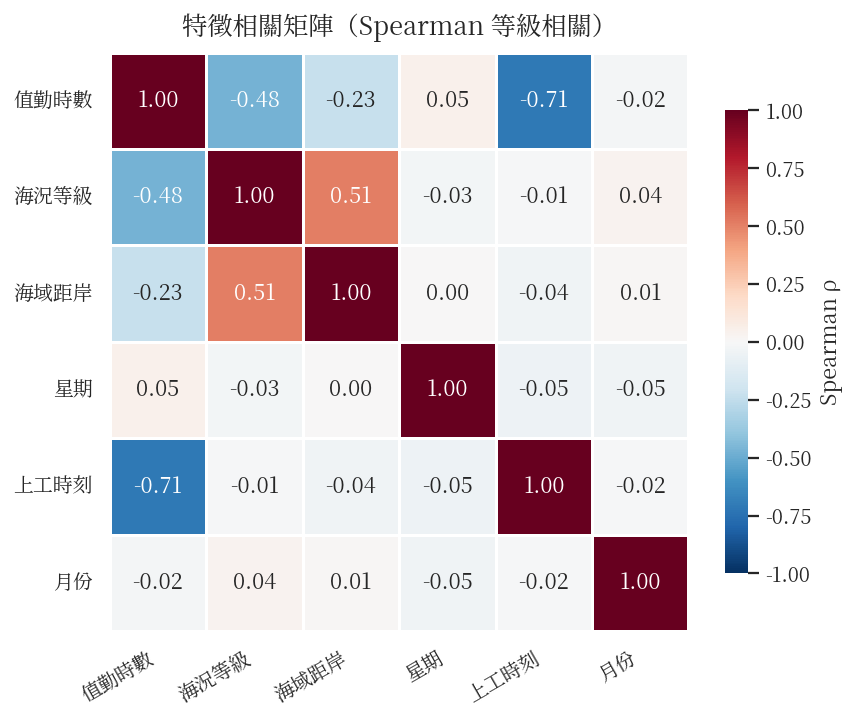 特徵相關矩陣（Spearman 等級相關）
值勤時數 1.00 -0.48 -0.23 0.05 -0.71 -0.02
海況等級 -0.48 1.00 0.51 -0.03 -0.01 0.04
海域距岸 -0.23 0.51 1.00 0.00 -0.04 0.01
星期 0.05 -0.03 0.00 1.00 -0.05 -0.05
上工時刻 -0.71 -0.01 -0.04 -0.05 1.00 -0.02
月份 -0.02 0.04 0.01 -0.05 -0.02 1.00
值勤時數 海況等級 海域距岸 星期 上工時刻 月份
1.00
0.75
0.50
0.25
0.00
-0.25
-0.50
-0.75
-1.00
Spearman ρ